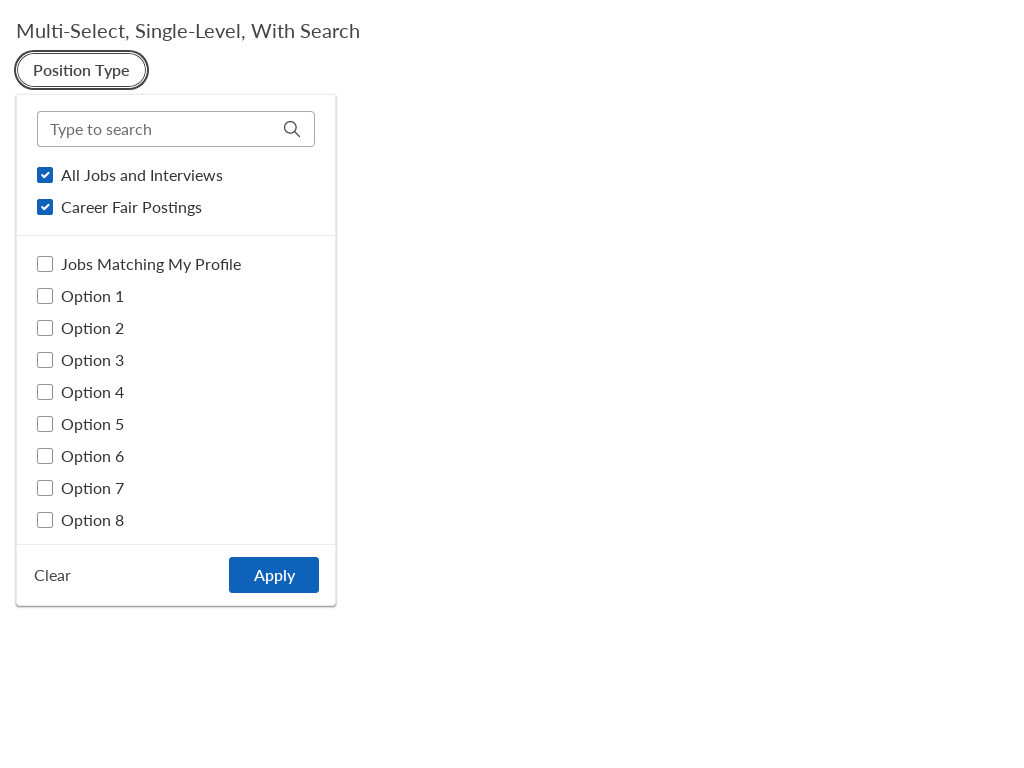 Multi-Select, Single-Level, With Search
Position Type
Type to search
All Jobs and Interviews
Career Fair Postings
Jobs Matching My Profile
Option 1
Option 2
Option 3
Option 4
Option 5
Option 6
Option 7
Option 8
Clear
Apply